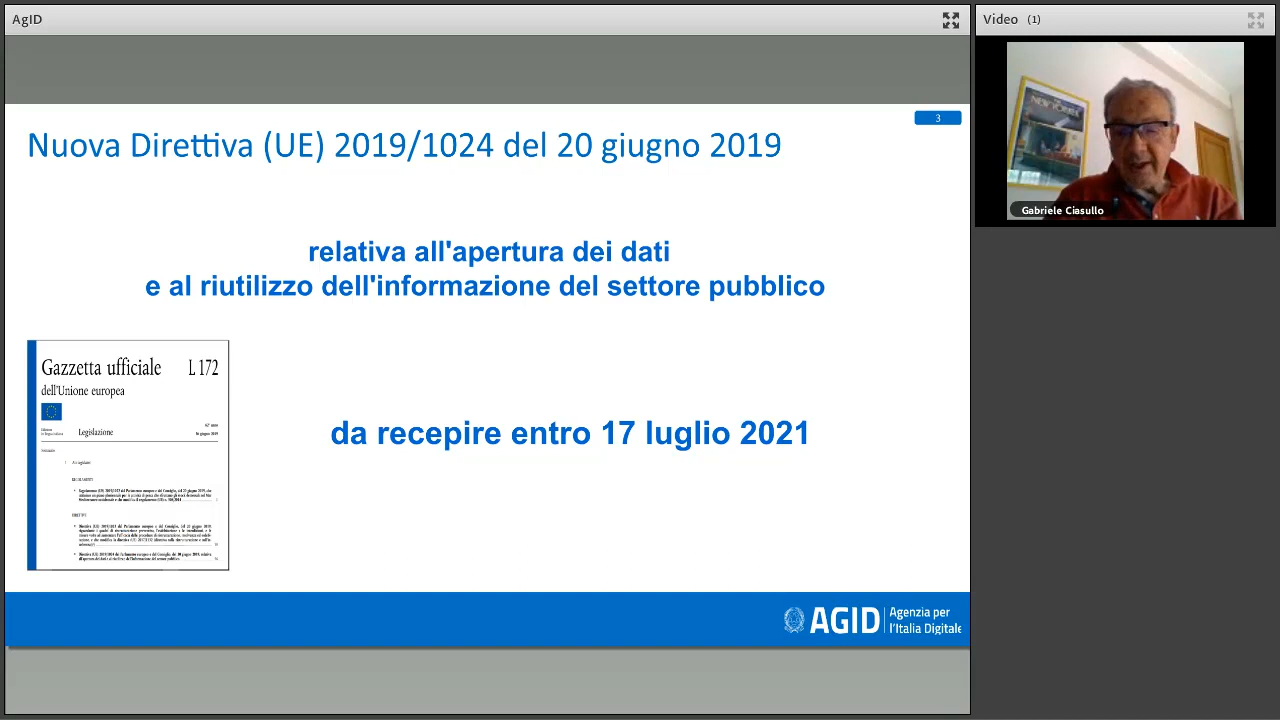 AgID
Video (1)
3
Nuova Direttiva (UE) 2019/1024 del 20 giugno 2019
relativa all'apertura dei dati
e al riutilizzo dell'informazione del settore pubblico
Gazzetta ufficiale L 172
dell'Unione europea
Legislazione
da recepire entro 17 luglio 2021
AGID Agenzia per
l'Italia Digitale
NEW YORKER
Gabriele Ciasullo